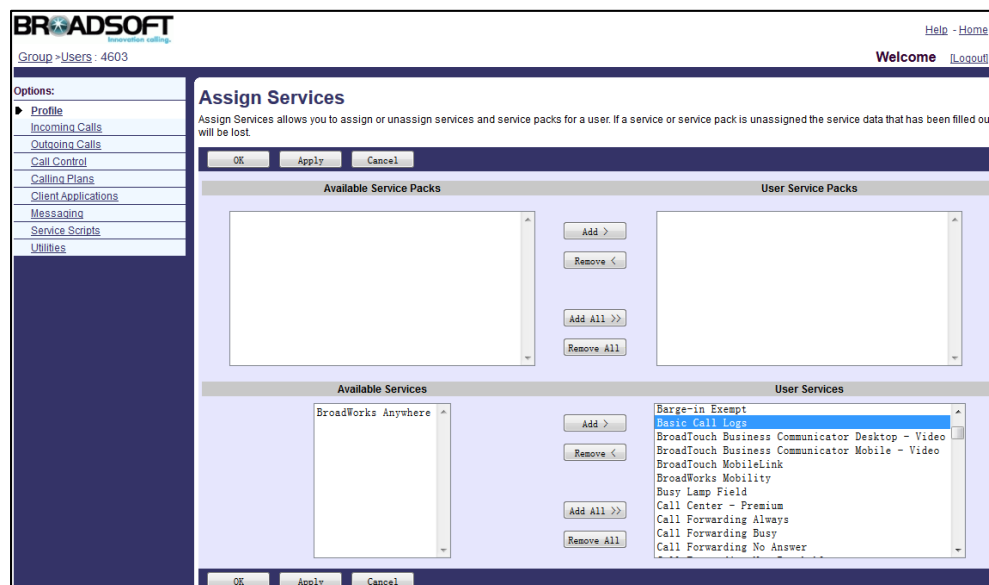 BROADSOFT
Innovation calling.
Help - Home
Group >Users : 4603
Welcome [Logout]
Options:
Profile
Incoming Calls
Outgoing Calls
Call Control
Calling Plans
Client Applications
Messaging
Service Scripts
Utilities
Assign Services
Assign Services allows you to assign or unassign services and service packs for a user. If a service or service pack is unassigned the service data that has been filled ou
will be lost.
OK Apply Cancel
Available Service Packs
User Service Packs
Add >
Remove <
Add All >>
Remove All
Available Services
User Services
BroadWorks Anywhere
Add >
Remove <
Add All >>
Remove All
Barge-in Exempt
Basic Call Logs
BroadTouch Business Communicator Desktop - Video
BroadTouch Business Communicator Mobile - Video
BroadTouch MobileLink
BroadWorks Mobility
Busy Lamp Field
Call Center - Premium
Call Forwarding Always
Call Forwarding Busy
Call Forwarding No Answer
OK Apply Cancel